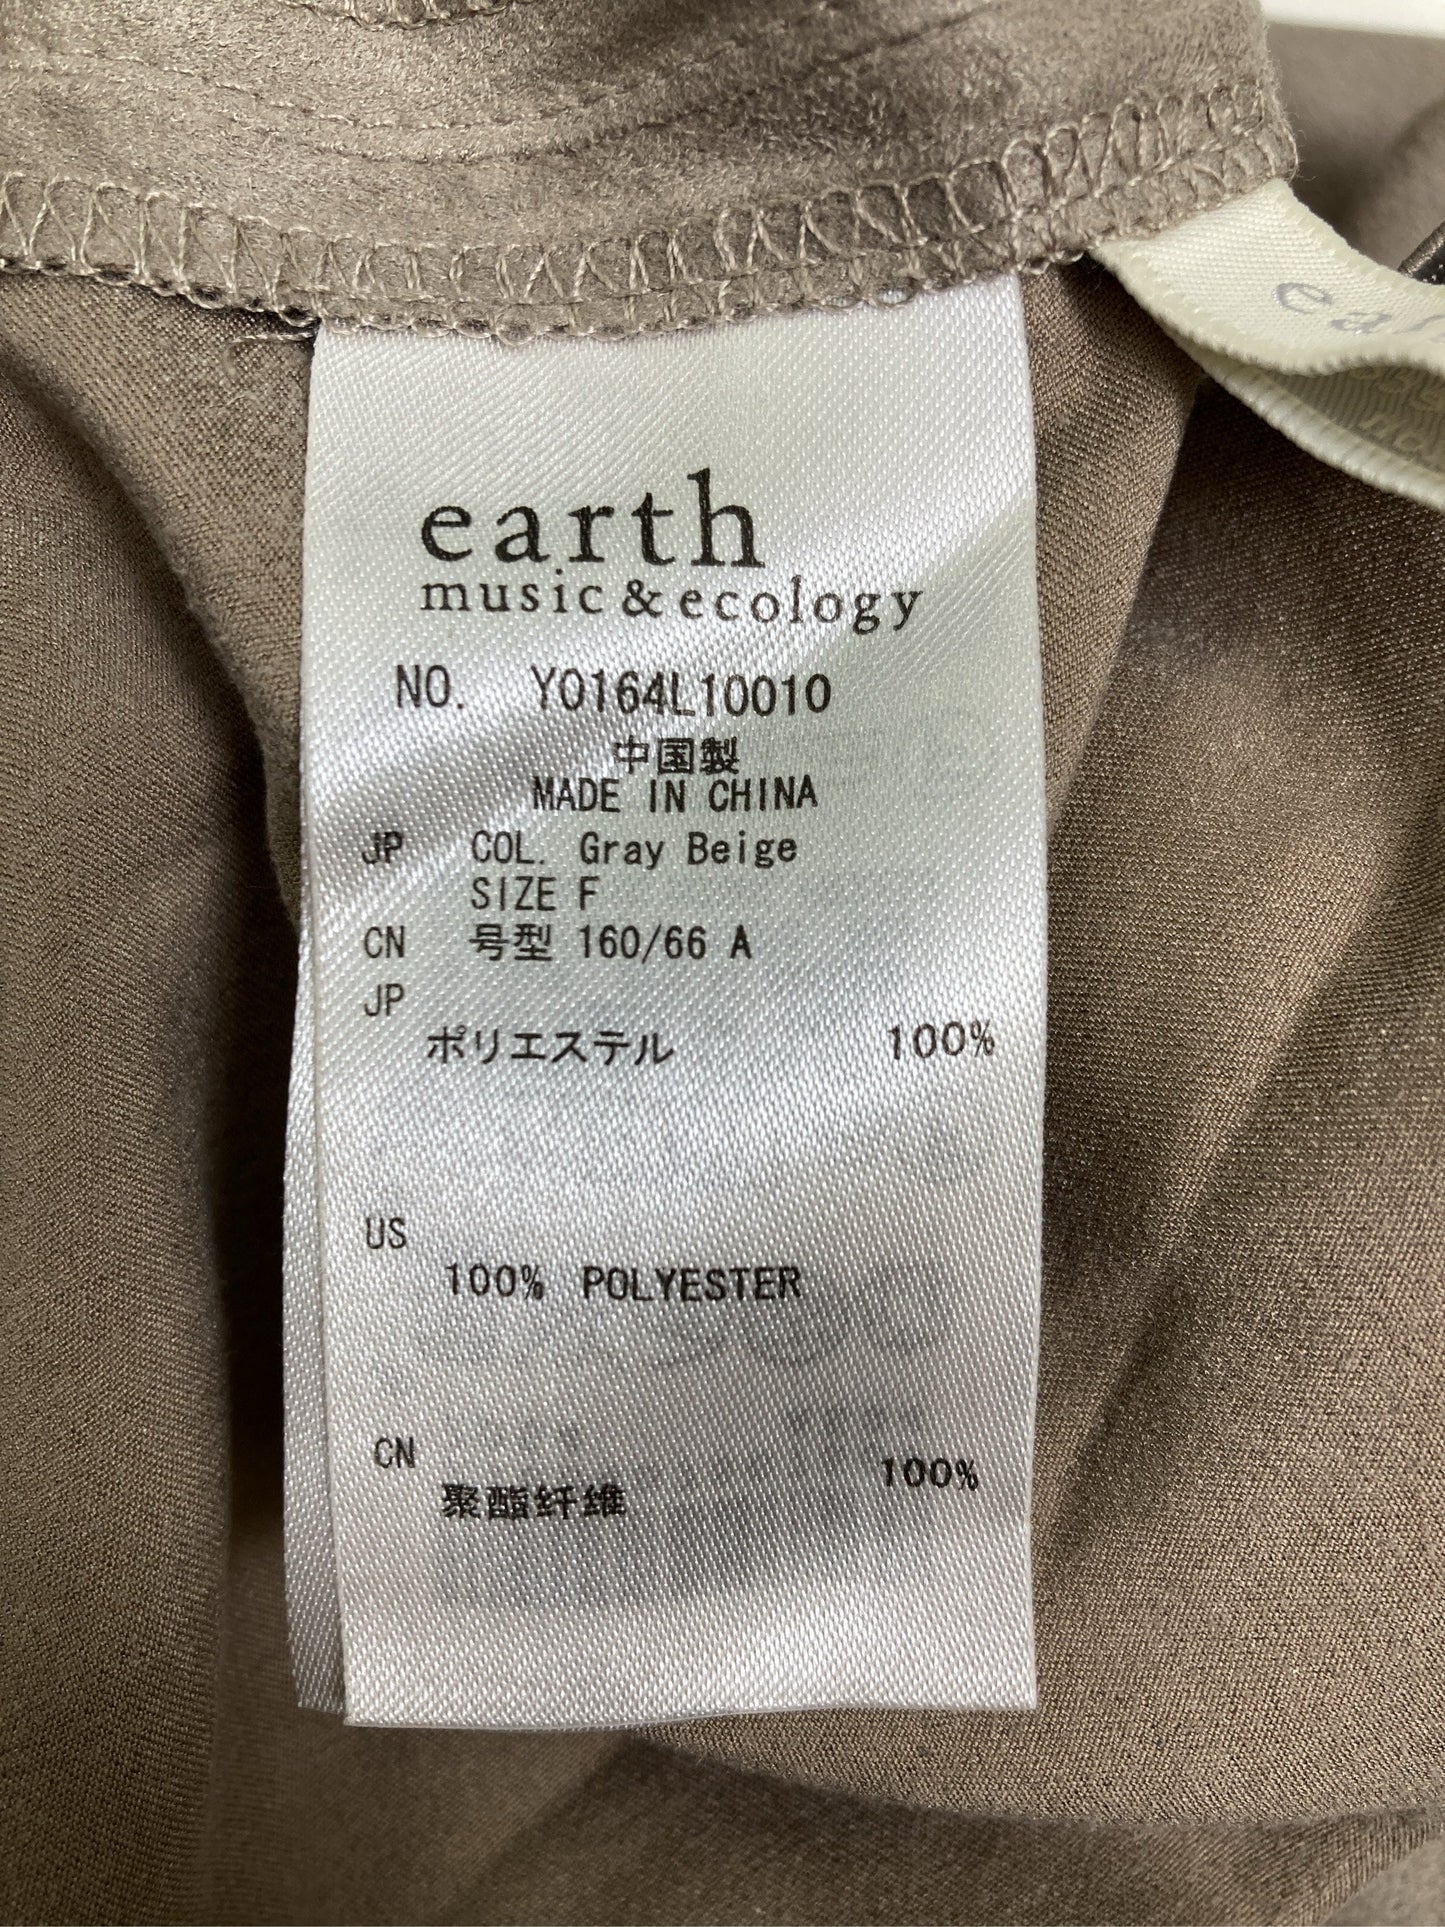 earth
music & ecology
NO. Y0164L10010
中国製
MADE IN CHINA
JP COL. Gray Beige
SIZE F
CN 号型 160/66 A
JP
ポリエステル 100%
US
100% POLYESTER
CN
聚酯纤维 100%